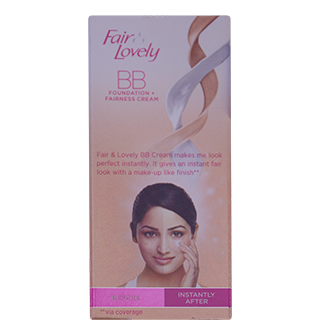 Fair & Lovely
BB
FOUNDATION +
FAIRNESS CREAM
Fair & Lovely BB Cream makes me look
perfect instantly. It gives an instant fair
look with a make-up like finish**
INSTANTLY
AFTER
**via coverage